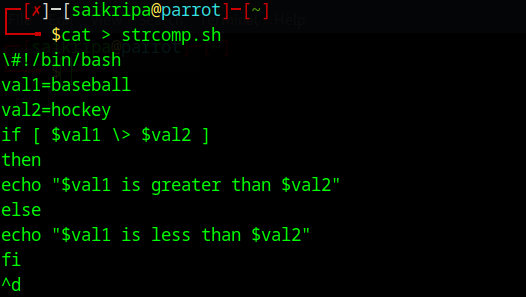 ┌─[✗]─[saikripa@parrot]─[~]
└──╼ $cat > strcomp.sh
\#!/bin/bash
val1=baseball
val2=hockey
if [ $val1 \> $val2 ]
then
echo "$val1 is greater than $val2"
else
echo "$val1 is less than $val2"
fi
^d